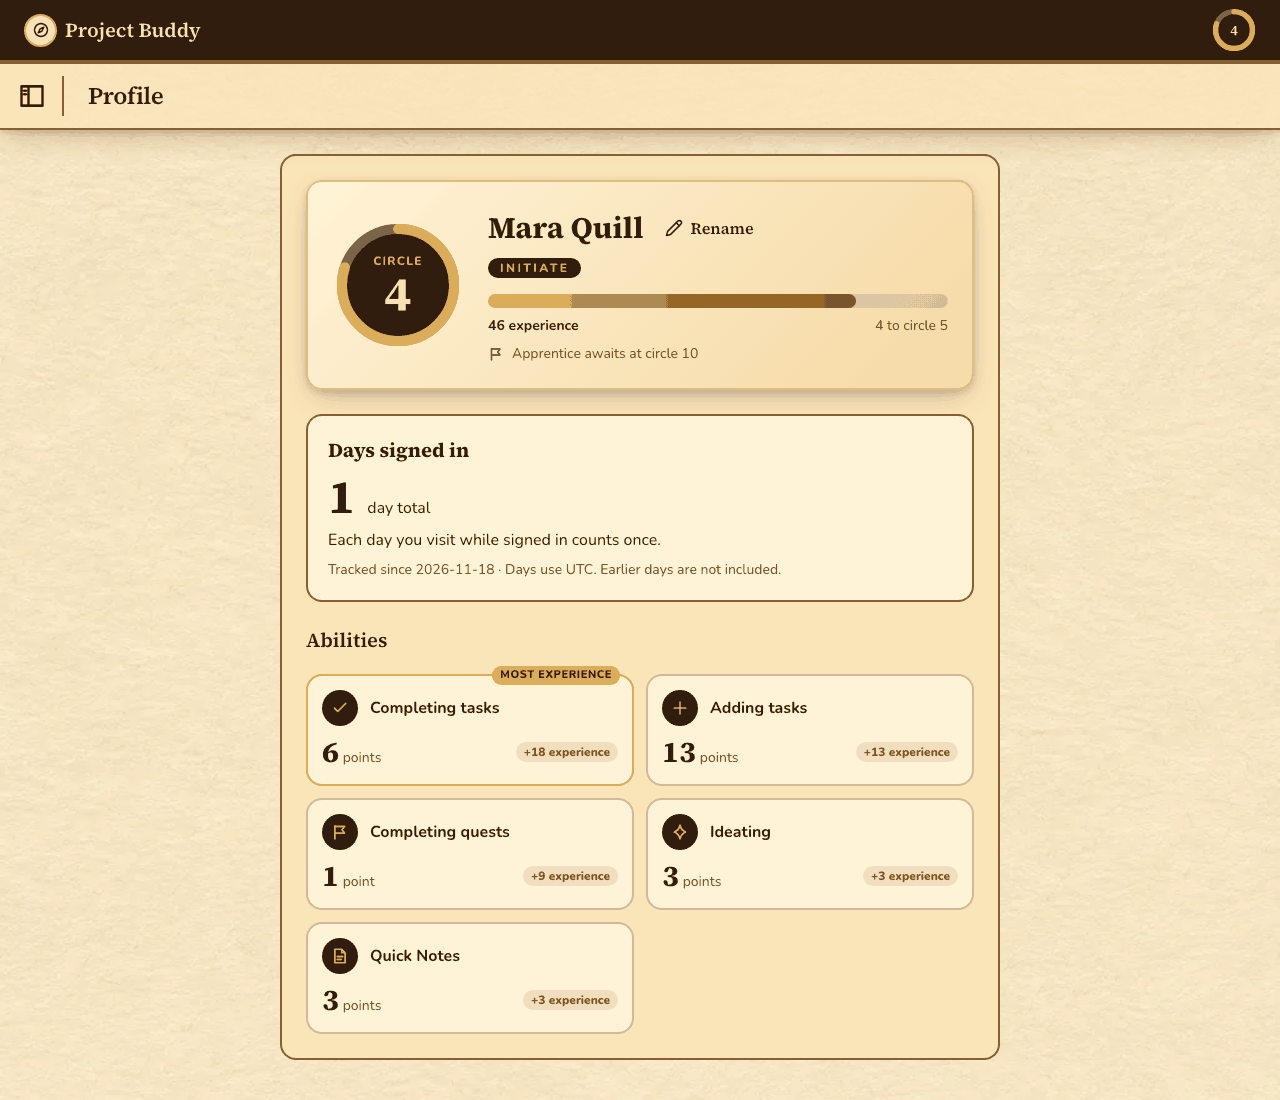 Project Buddy
4
Profile
CIRCLE
4
Mara Quill
Rename
INITIATE
46 experience
4 to circle 5
Apprentice awaits at circle 10
Days signed in
1 day total
Each day you visit while signed in counts once.
Tracked since 2026-11-18 · Days use UTC. Earlier days are not included.
Abilities
MOST EXPERIENCE
Completing tasks
6 points
+18 experience
Adding tasks
13 points
+13 experience
Completing quests
1 point
+9 experience
Ideating
3 points
+3 experience
Quick Notes
3 points
+3 experience